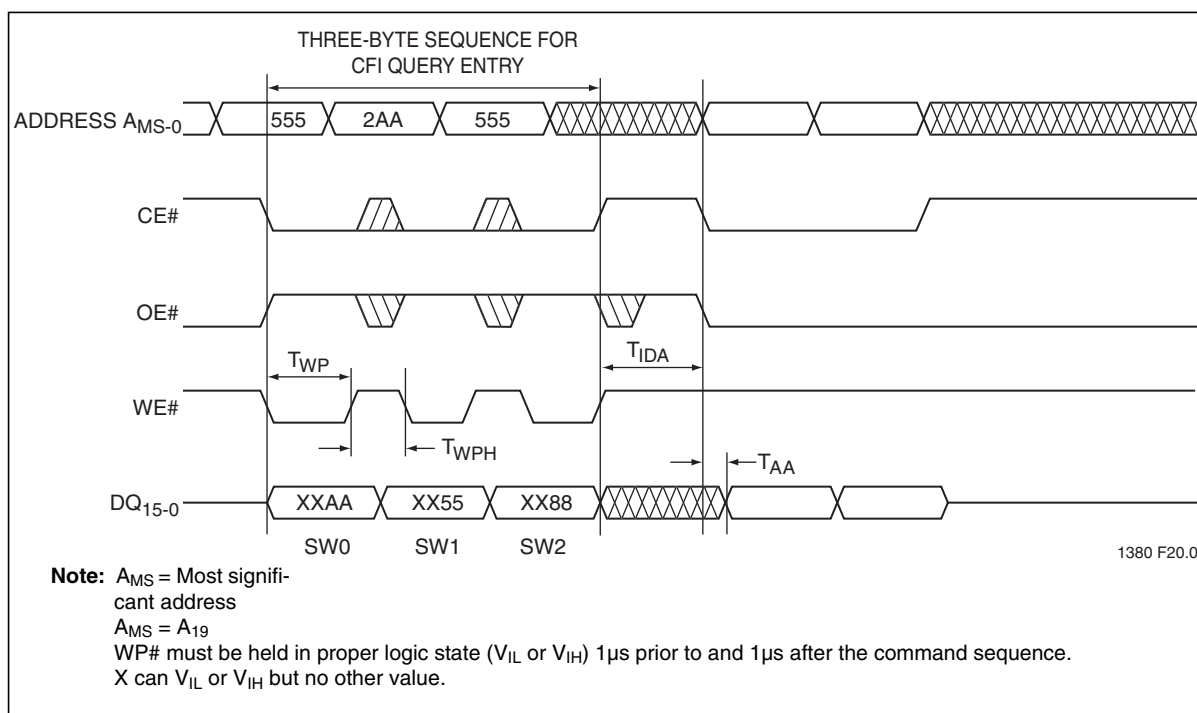 THREE-BYTE SEQUENCE FOR
CFI QUERY ENTRY
ADDRESS AMS-0
555 2AA 555
CE#
OE#
TWP
TIDA
WE#
TWPH
TAA
DQ15-0
XXAA XX55 XX88
SW0 SW1 SW2
1380 F20.0
Note: AMS = Most signifi-
cant address
AMS = A19
WP# must be held in proper logic state (VIL or VIH) 1µs prior to and 1µs after the command sequence.
X can VIL or VIH but no other value.